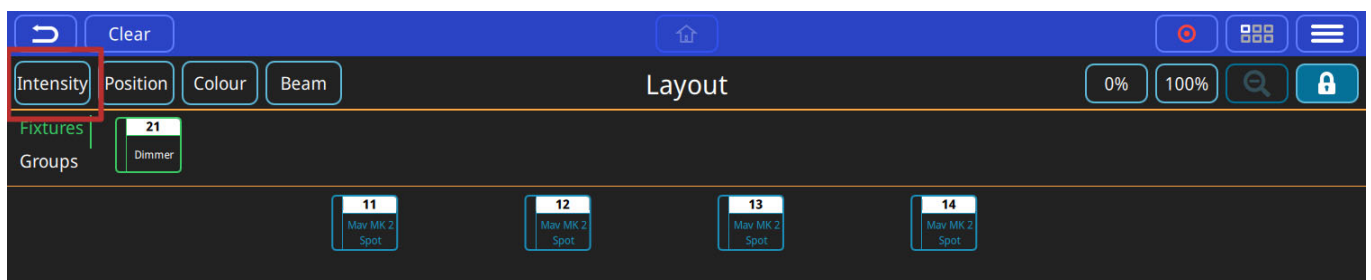 Clear
Intensity Position Colour Beam Layout 0% 100%
Fixtures
Groups
21
Dimmer
11 12 13 14
Mav MK 2 Mav MK 2 Mav MK 2 Mav MK 2
Spot Spot Spot Spot